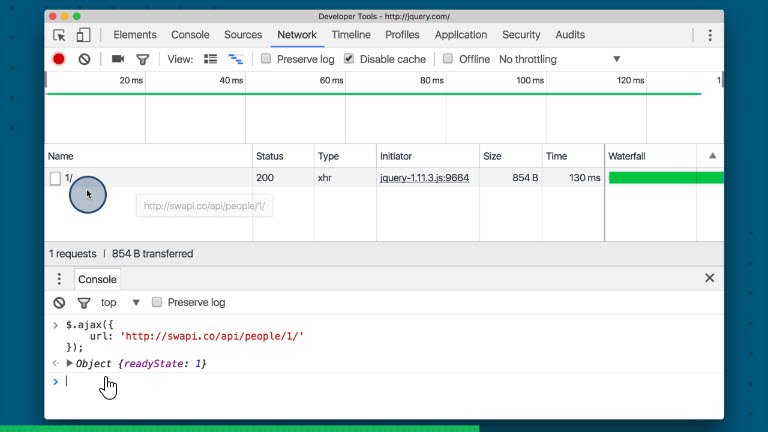 Developer Tools - http://jquery.com/
Elements Console Sources Network Timeline Profiles Application Security Audits
View: Preserve log Disable cache Offline No throttling
20 ms 40 ms 60 ms 80 ms 100 ms 120 ms 1
Name Status Type Initiator Size Time Waterfall
1/ 200 xhr jquery-1.11.3.js:9664 854 B 130 ms
http://swapi.co/api/people/1/
1 requests | 854 B transferred
Console
top Preserve log
$.ajax({
url: 'http://swapi.co/api/people/1/'
});
Object {readyState: 1}